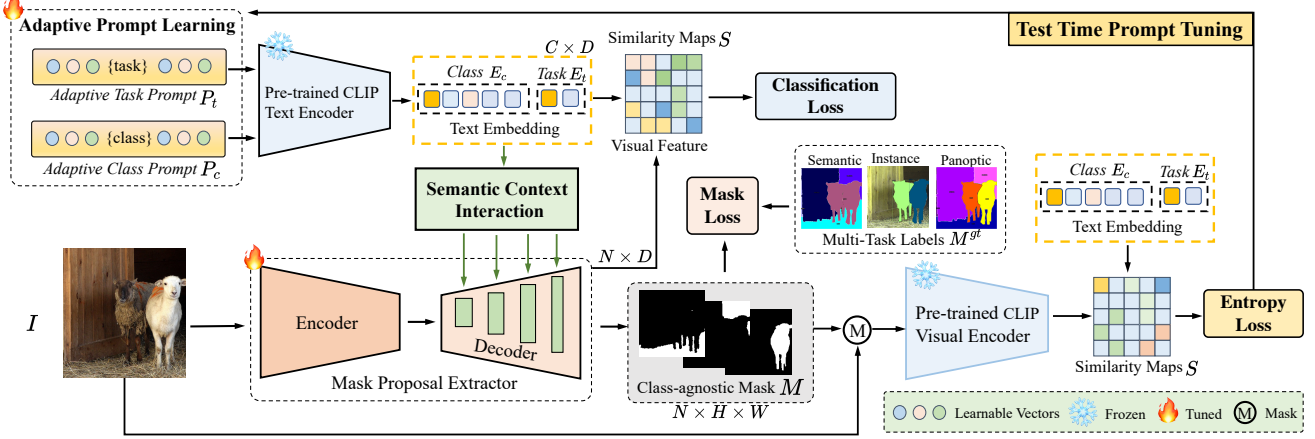 Adaptive Prompt Learning
{task}
Adaptive Task Prompt P_t
{class}
Adaptive Class Prompt P_c
Pre-trained CLIP
Text Encoder
C × D
Class E_c
Task E_t
Text Embedding
Similarity Maps S
Visual Feature
Classification
Loss
Test Time Prompt Tuning
Semantic Context
Interaction
Mask
Loss
Semantic
Instance
Panoptic
Multi-Task Labels M^{gt}
Class E_c
Task E_t
Text Embedding
I
Encoder
Decoder
Mask Proposal Extractor
N × D
Class-agnostic Mask M
N × H × W
M
Pre-trained CLIP
Visual Encoder
Similarity Maps S
Entropy
Loss
Learnable Vectors
Frozen
Tuned
M
Mask